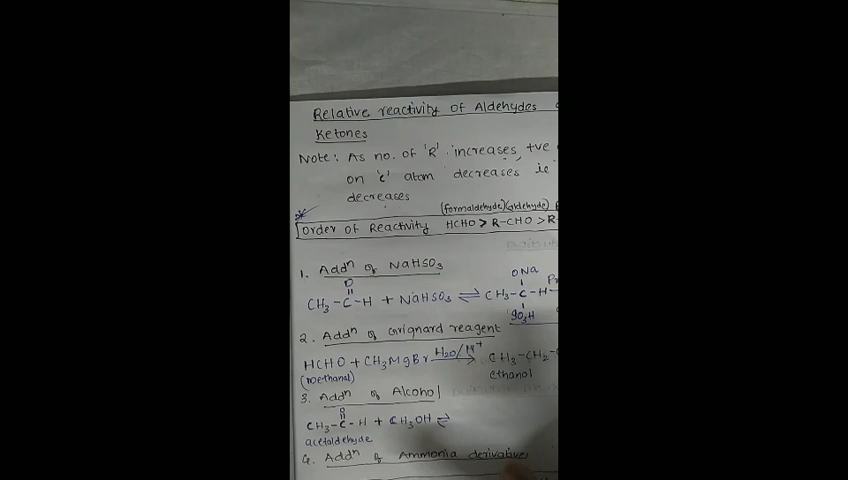 Relative reactivity of Aldehydes
Ketones
Note: As no. of 'R' increases, +ve
on 'c' atom decreases ie
decreases
(formaldehyde)(aldehyde)
Order of Reactivity HCHO > R-CHO > R-
1. Addⁿ of NaHSO₃
O
ONa
CH₃-C-H + NaHSO₃ ⇌ CH₃-C-H-
SO₃H
2. Addⁿ of Grignard reagent
HCHO + CH₃MgBr H₂O/H⁺ → CH₃-CH₂-
(methanal) ethanol
3. Addⁿ of Alcohol
O
CH₃-C-H + CH₃OH ⇌
acetaldehyde
4. Addⁿ of Ammonia derivative